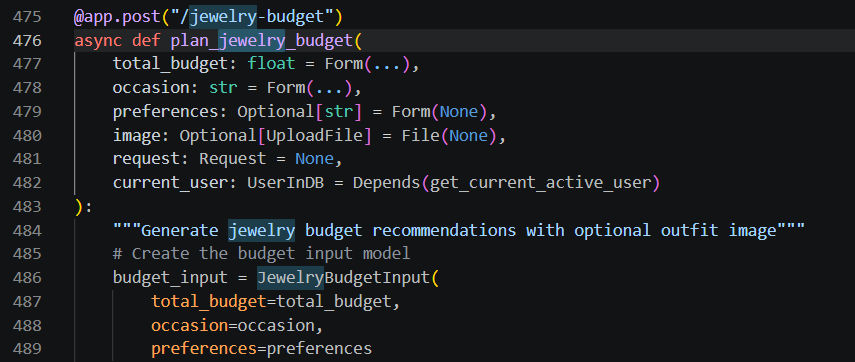 475 @app.post("/jewelry-budget")
476 async def plan_jewelry_budget(
477     total_budget: float = Form(...),
478     occasion: str = Form(...),
479     preferences: Optional[str] = Form(None),
480     image: Optional[UploadFile] = File(None),
481     request: Request = None,
482     current_user: UserInDB = Depends(get_current_active_user)
483 ):
484     """Generate jewelry budget recommendations with optional outfit image"""
485     # Create the budget input model
486     budget_input = JewelryBudgetInput(
487         total_budget=total_budget,
488         occasion=occasion,
489         preferences=preferences